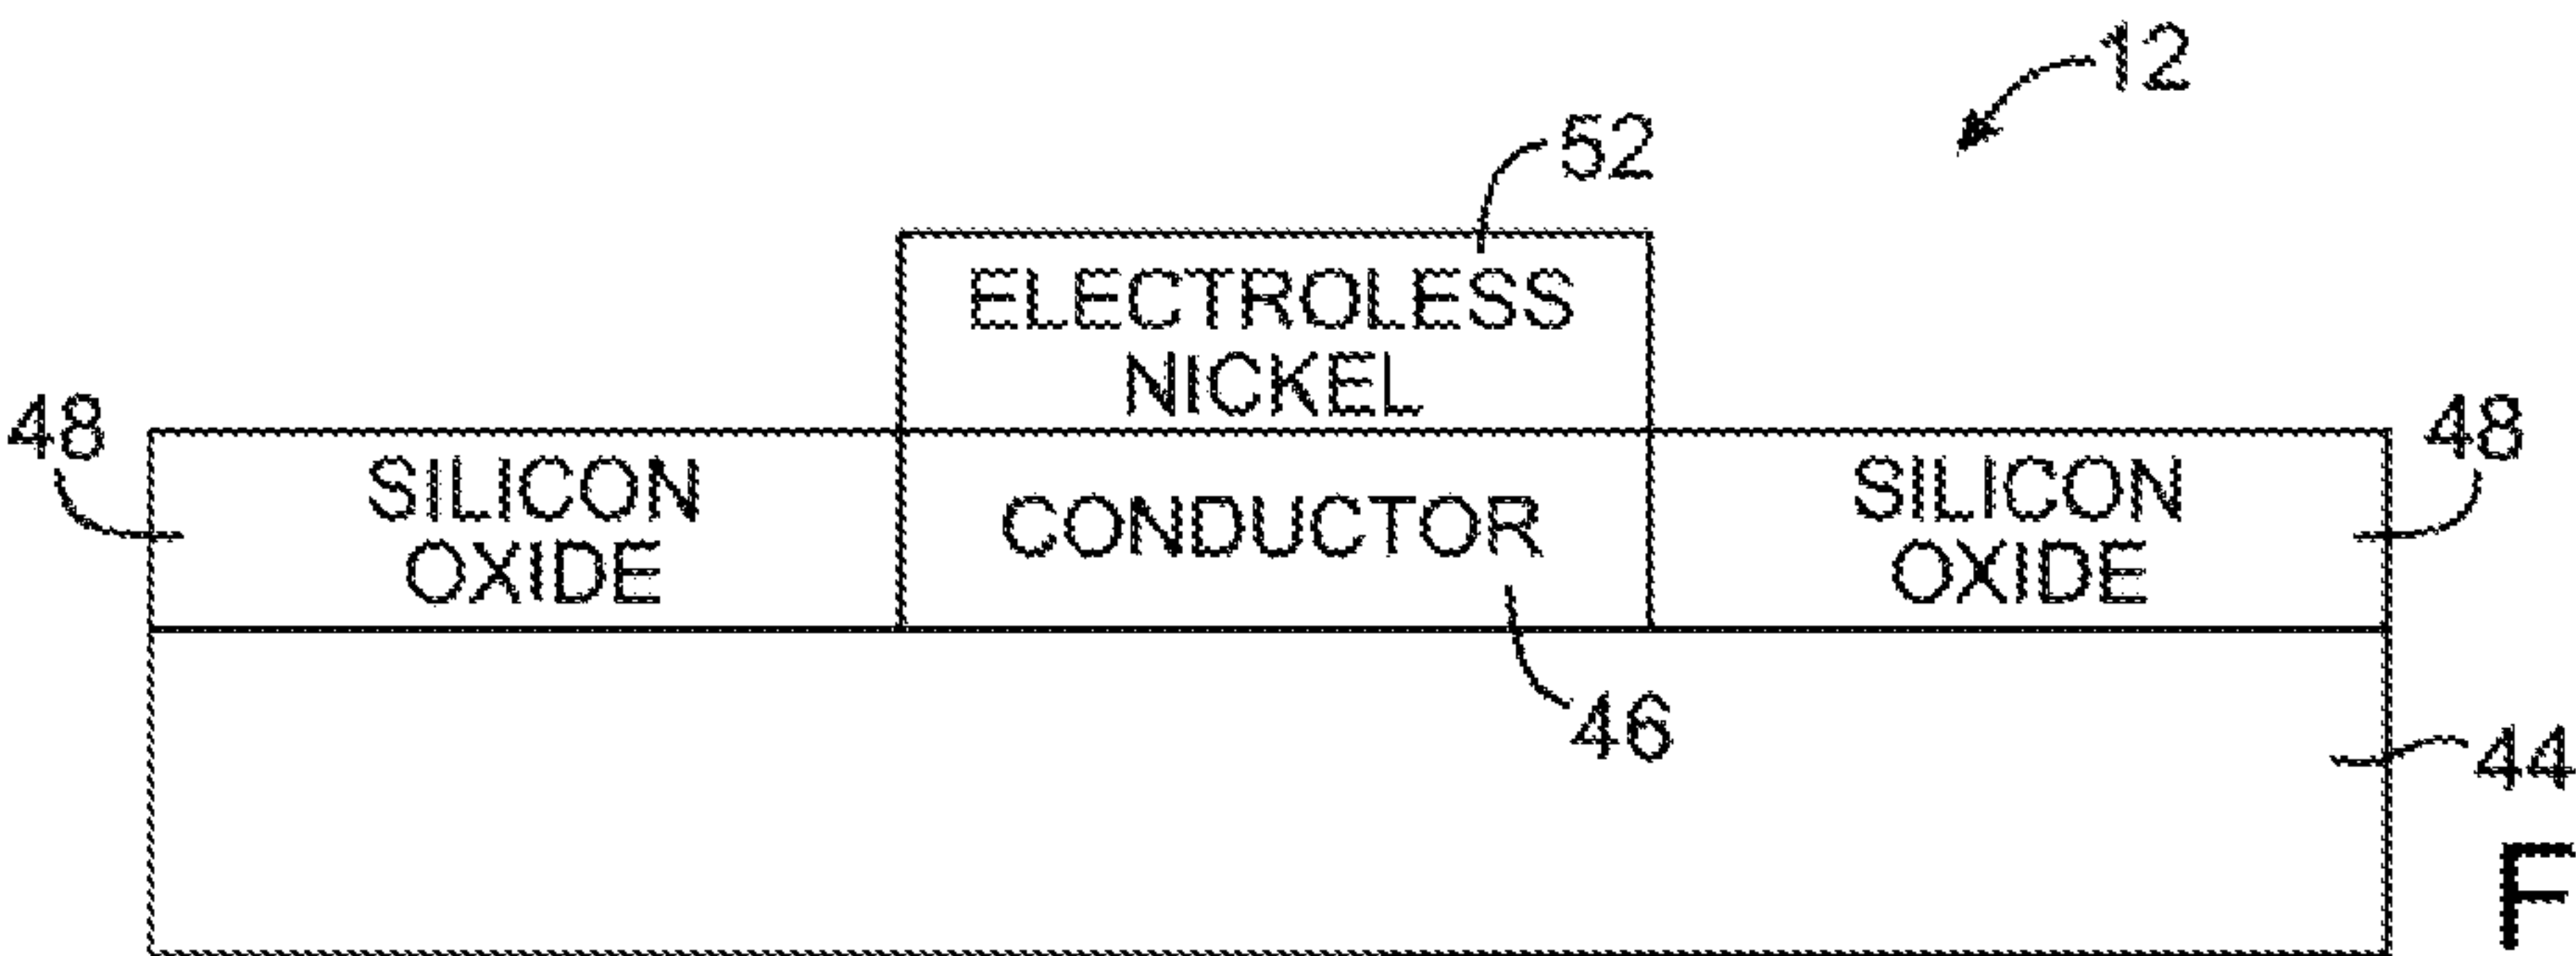 12
52
ELECTROLESS
NICKEL
48
SILICON
OXIDE
CONDUCTOR
SILICON
OXIDE
48
46
44
F